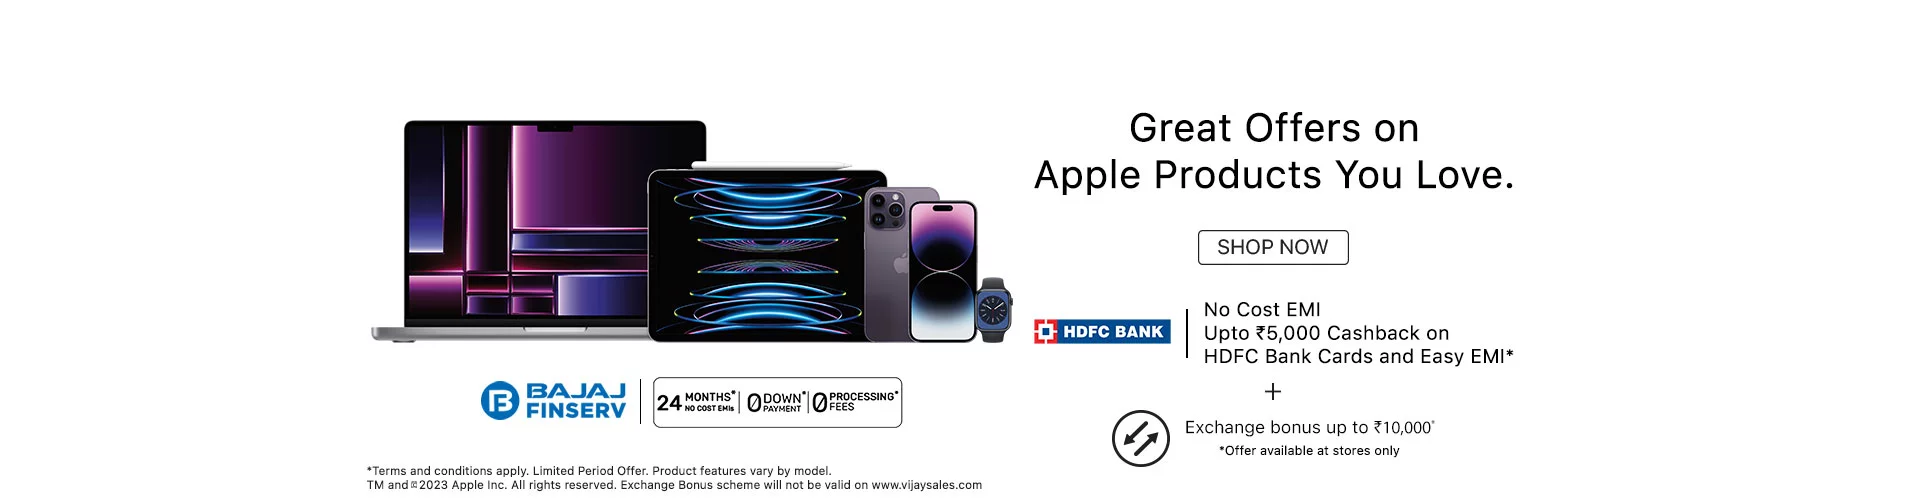 Great Offers on
Apple Products You Love.
SHOP NOW
HDFC BANK
No Cost EMI
Upto ₹5,000 Cashback on
HDFC Bank Cards and Easy EMI*
+
Exchange bonus up to ₹10,000*
*Offer available at stores only
BAJAJ
FINSERV
24 MONTHS* NO COST EMIs | 0 DOWN* PAYMENT | 0 PROCESSING* FEES
*Terms and conditions apply. Limited Period Offer. Product features vary by model.
TM and © 2023 Apple Inc. All rights reserved. Exchange Bonus scheme will not be valid on www.vijaysales.com